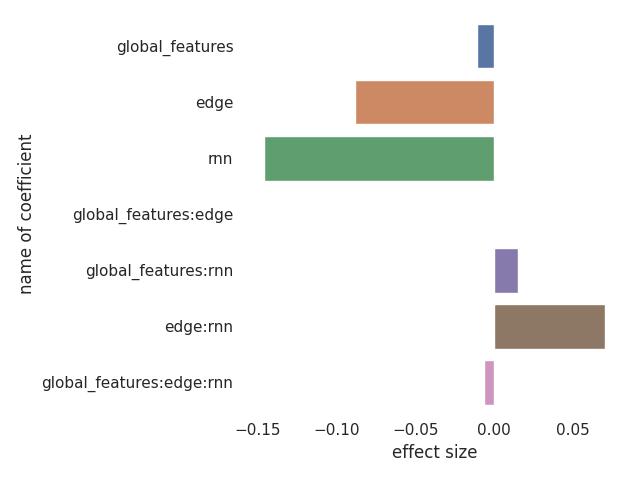 name of coefficient
global_features
edge
rnn
global_features:edge
global_features:rnn
edge:rnn
global_features:edge:rnn
−0.15 −0.10 −0.05 0.00 0.05
effect size